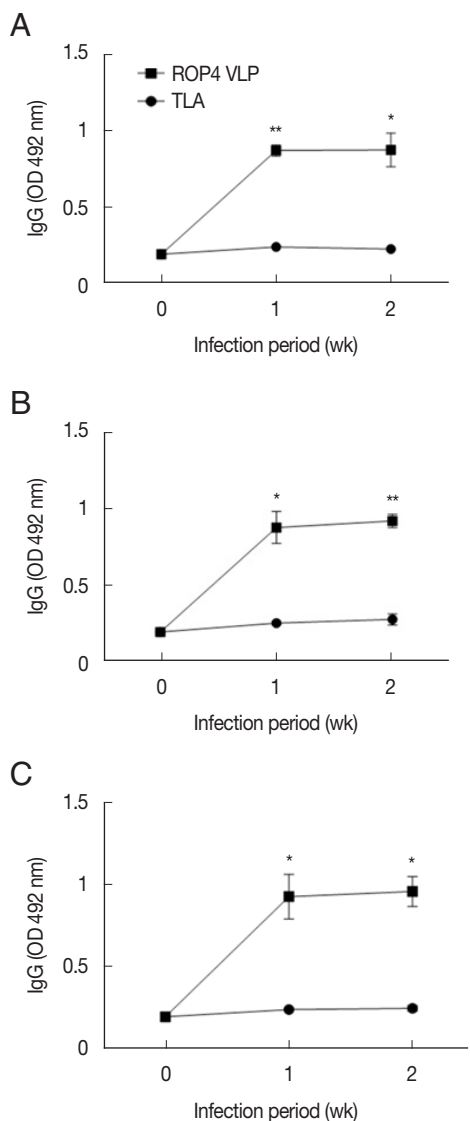 A
1.5
ROP4 VLP
TLA
**
*
1
IgG (OD 492 nm)
0.5
0
0 1 2
Infection period (wk)
B
1.5
*
**
1
IgG (OD 492 nm)
0.5
0
0 1 2
Infection period (wk)
C
1.5
*
*
1
IgG (OD 492 nm)
0.5
0
0 1 2
Infection period (wk)